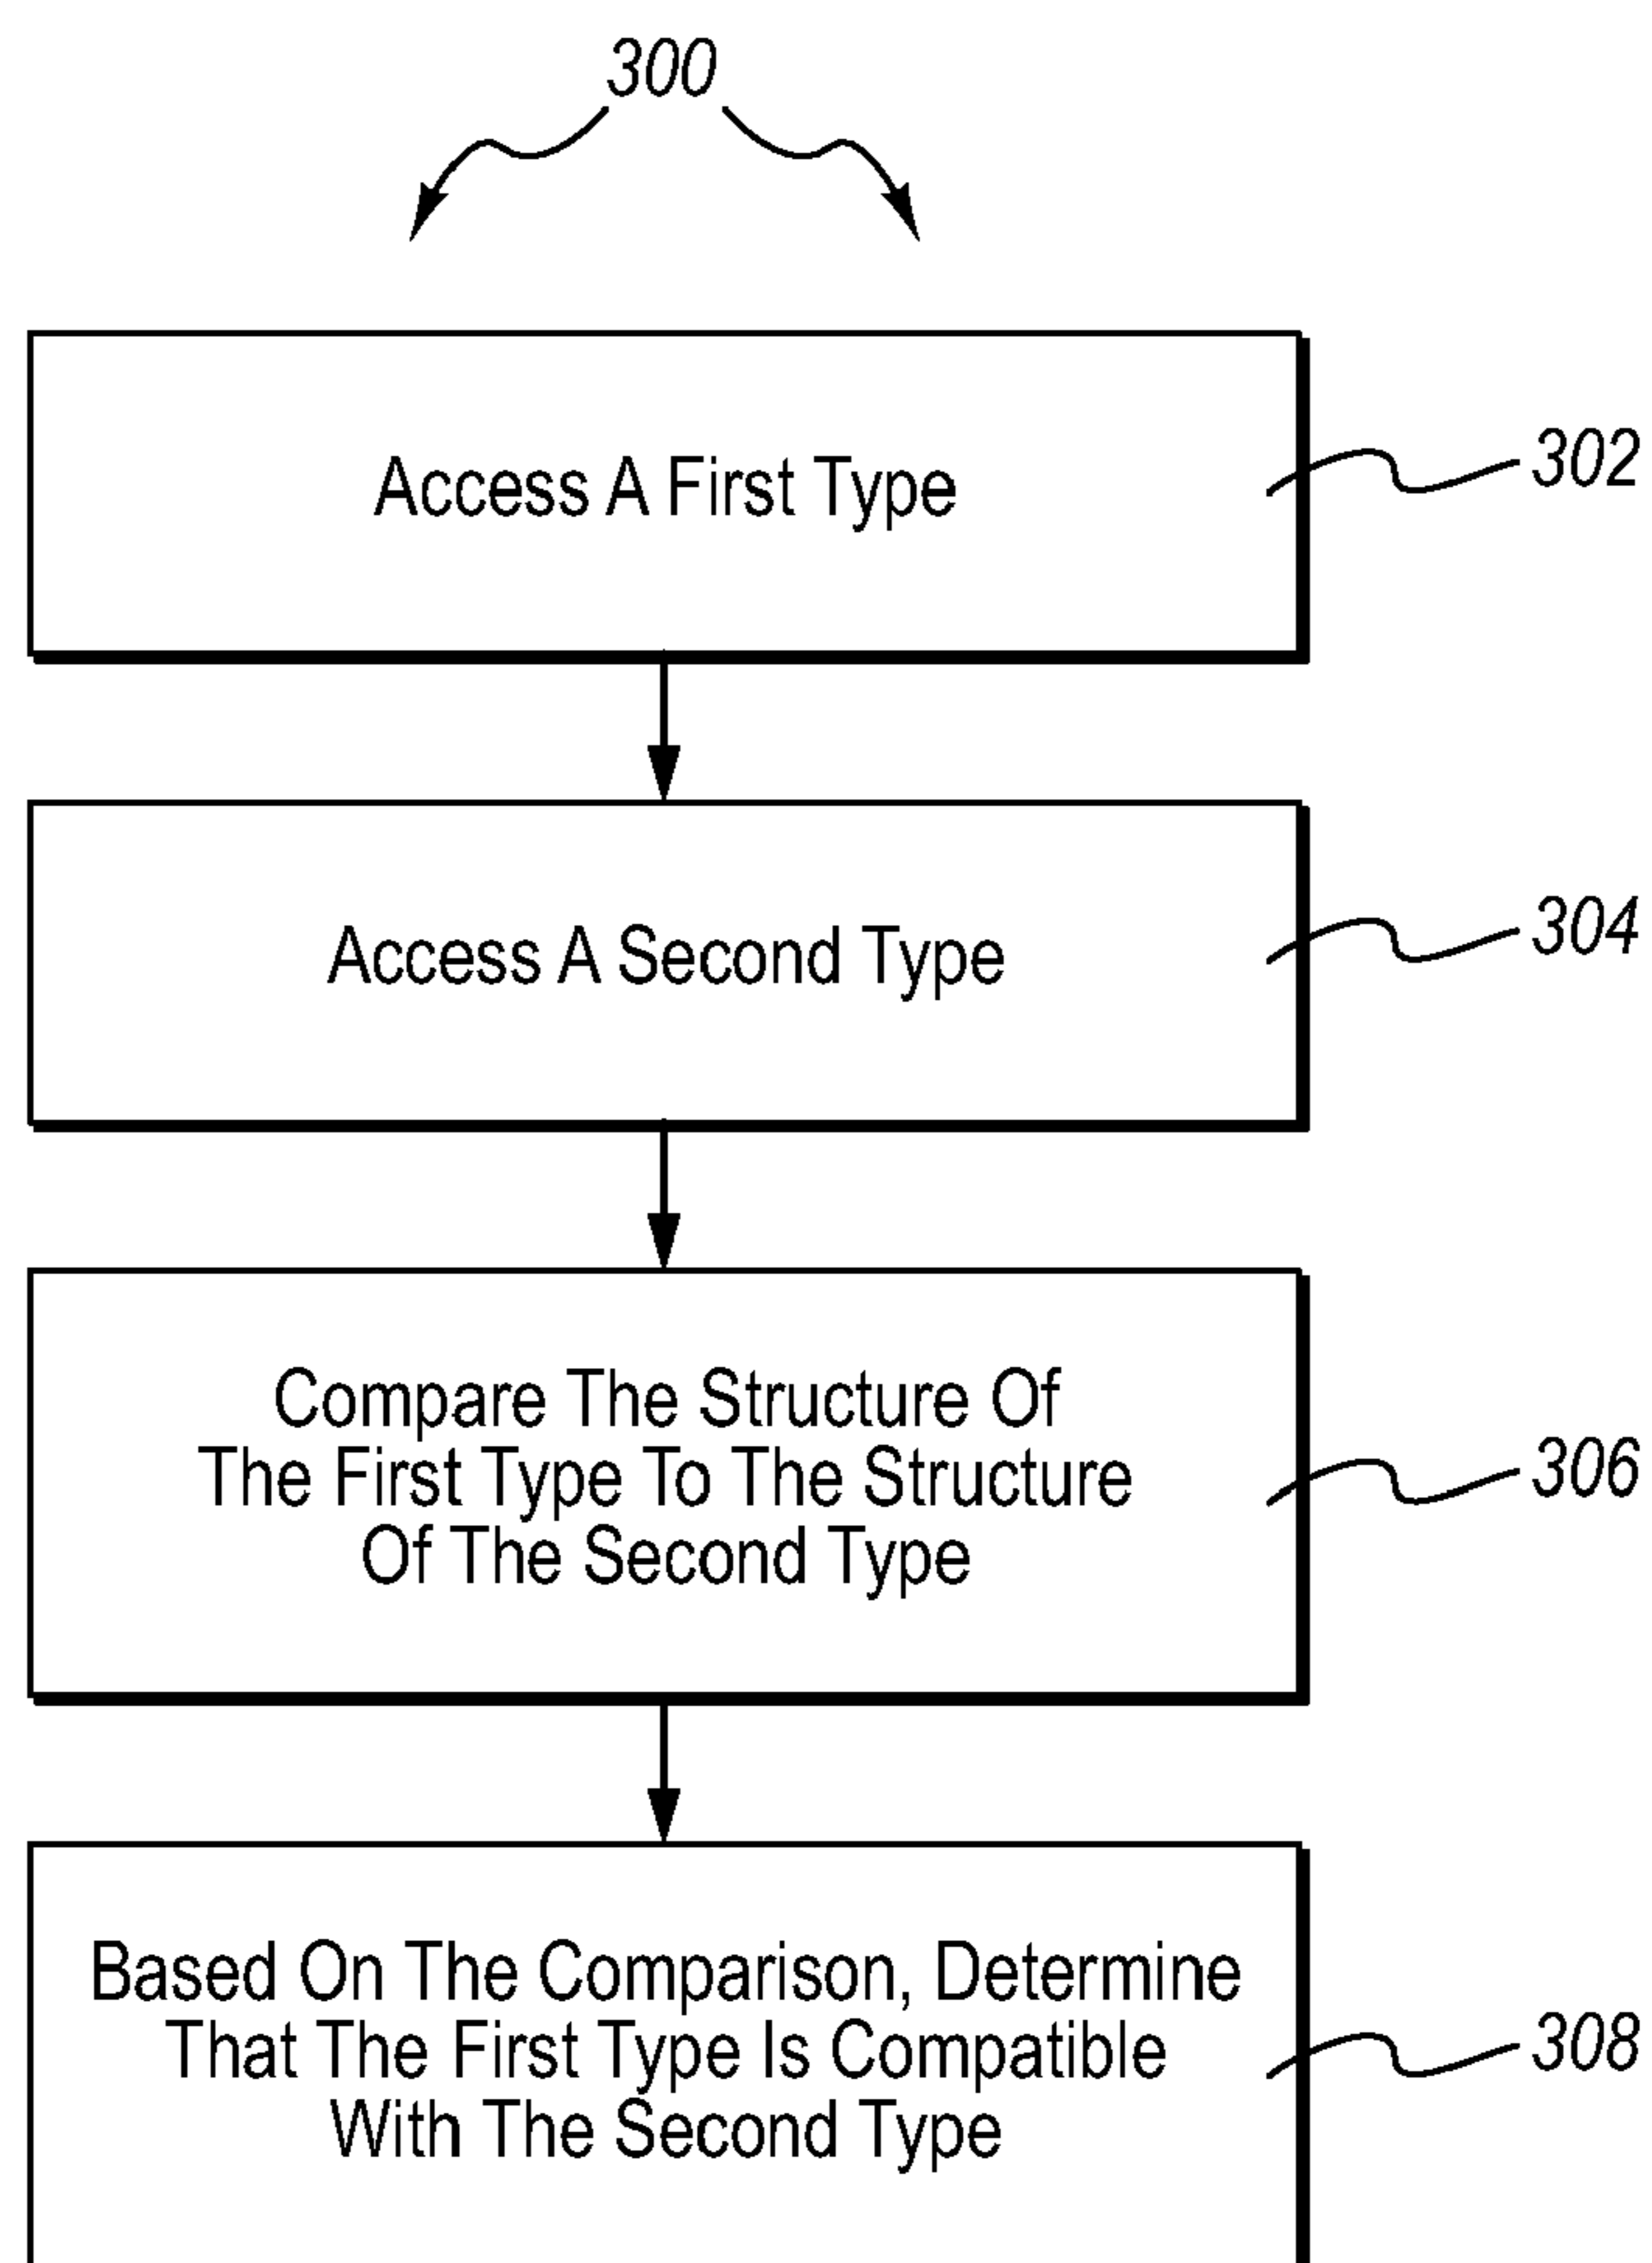 300
Access A First Type
302
Access A Second Type
304
Compare The Structure Of
The First Type To The Structure
Of The Second Type
306
Based On The Comparison, Determine
That The First Type Is Compatible
With The Second Type
308